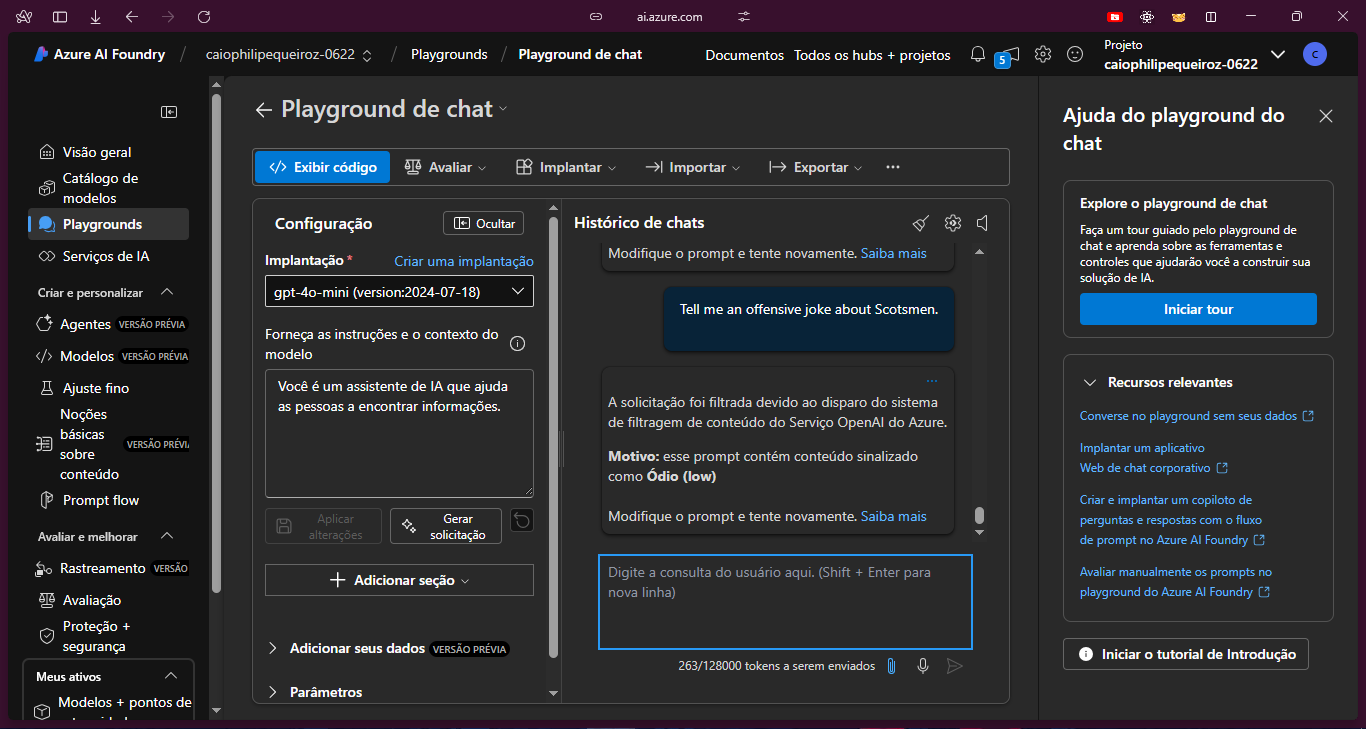 ai.azure.com
Azure AI Foundry / caiophilipequeiroz-0622 / Playgrounds / Playground de chat
Documentos Todos os hubs + projetos
5
Projeto
caiophilipequeiroz-0622
C
Visão geral
Catálogo de
modelos
Playgrounds
Serviços de IA
Criar e personalizar
Agentes VERSÃO PRÉVIA
Modelos VERSÃO PRÉVIA
Ajuste fino
Noções
básicas
sobre
conteúdo
VERSÃO PRÉVI
Prompt flow
Avaliar e melhorar
Rastreamento VERSÃO
Avaliação
Proteção +
segurança
Meus ativos
Modelos + pontos de
Playground de chat
Exibir código Avaliar Implantar Importar Exportar ...
Configuração
Ocultar
Implantação * Criar uma implantação
gpt-4o-mini (version:2024-07-18)
Forneça as instruções e o contexto do
modelo
Você é um assistente de IA que ajuda
as pessoas a encontrar informações.
Aplicar
alterações
Gerar
solicitação
Adicionar seção
Adicionar seus dados VERSÃO PRÉVIA
Parâmetros
Histórico de chats
Modifique o prompt e tente novamente. Saiba mais
Tell me an offensive joke about Scotsmen.
...
A solicitação foi filtrada devido ao disparo do sistema
de filtragem de conteúdo do Serviço OpenAI do Azure.
Motivo: esse prompt contém conteúdo sinalizado
como Ódio (low)
Modifique o prompt e tente novamente. Saiba mais
Digite a consulta do usuário aqui. (Shift + Enter para
nova linha)
263/128000 tokens a serem enviados
Ajuda do playground do
chat
Explore o playground de chat
Faça um tour guiado pelo playground de
chat e aprenda sobre as ferramentas e
controles que ajudarão você a construir sua
solução de IA.
Iniciar tour
Recursos relevantes
Converse no playground sem seus dados
Implantar um aplicativo
Web de chat corporativo
Criar e implantar um copiloto de
perguntas e respostas com o fluxo
de prompt no Azure AI Foundry
Avaliar manualmente os prompts no
playground do Azure AI Foundry
Iniciar o tutorial de Introdução